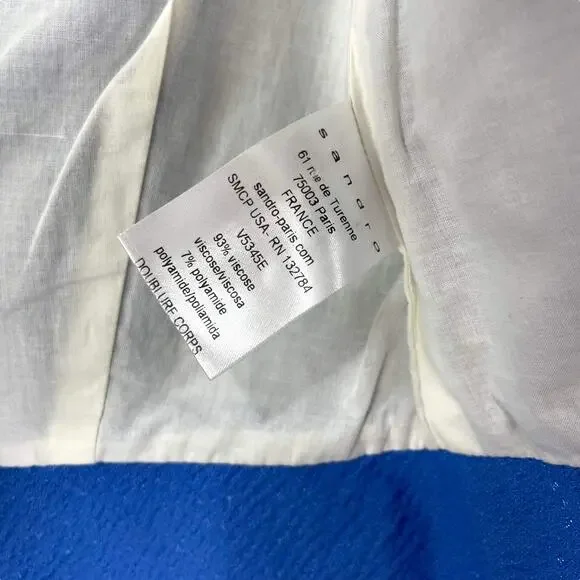 sandro
61 rue de Turenne
75003 Paris
FRANCE
sandro-paris.com
SMCP USA- RN 132784
V5345E
93% viscose
viscose/viscosa
7% polyamide
polyamide/poliamida
DOUBLURE CORPS